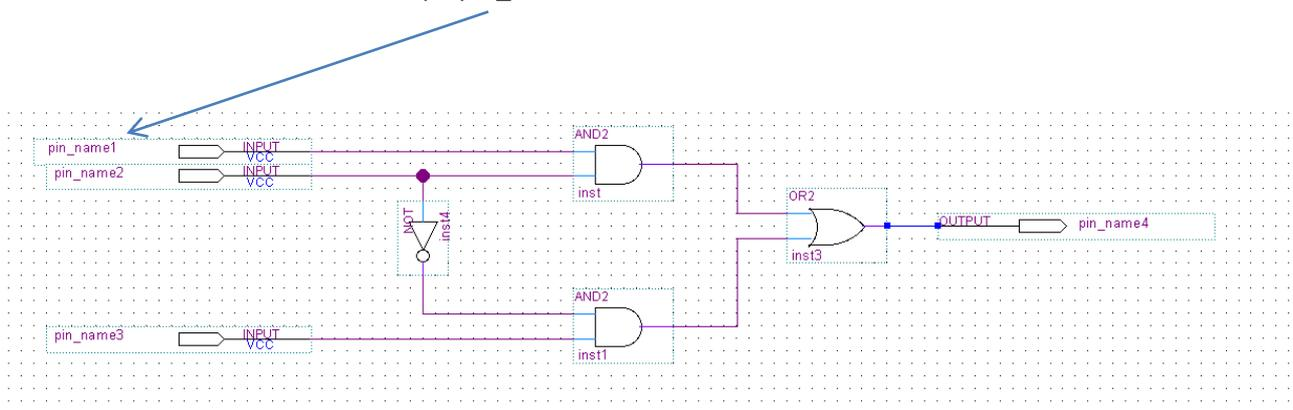 AND2
pin_name1 INPUT
VCC
pin_name2 INPUT
VCC
inst
OR2
NOT
inst4
OUTPUT pin_name4
inst3
AND2
pin_name3 INPUT
VCC
inst1